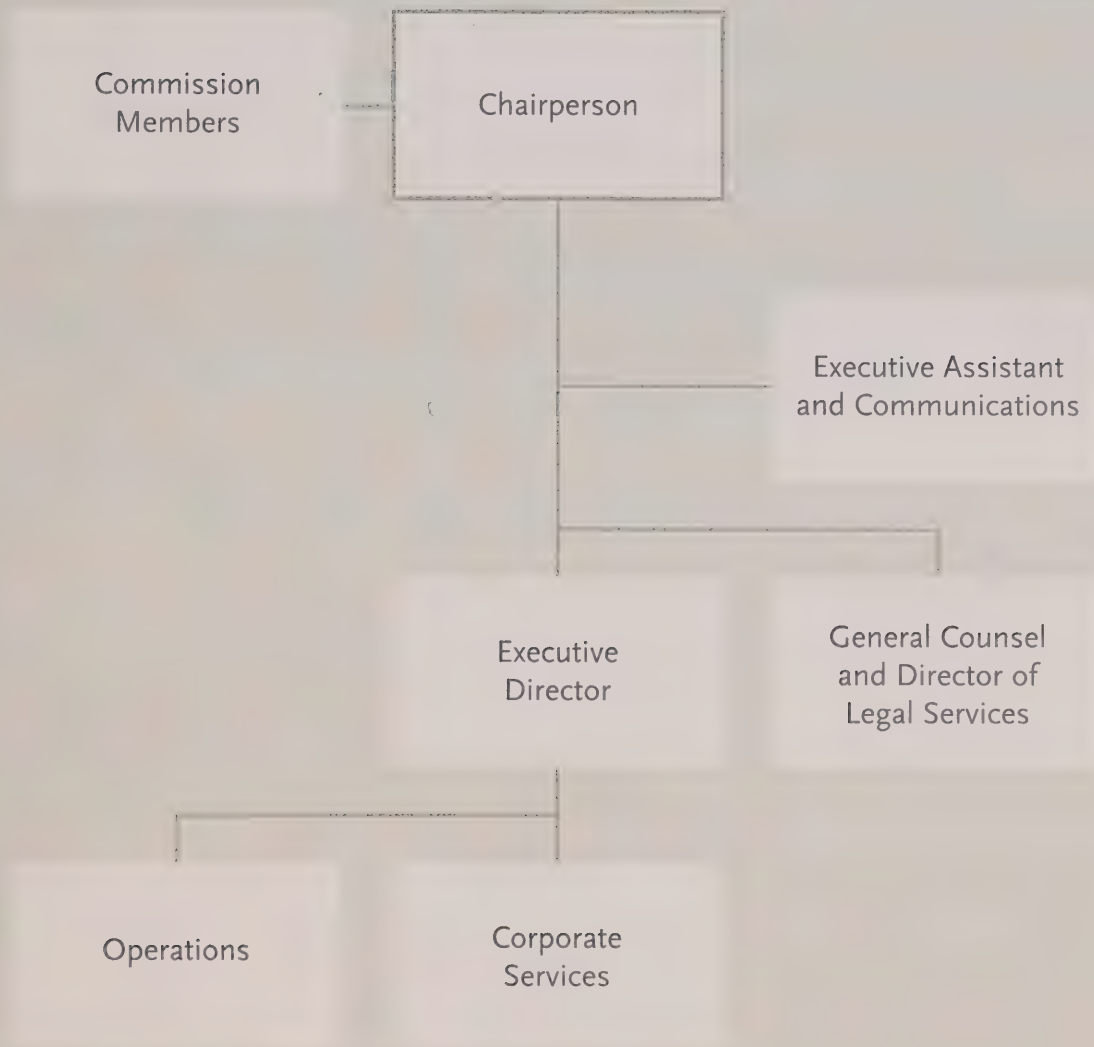 Commission
Members
Chairperson
Executive Assistant
and Communications
Executive
Director
General Counsel
and Director of
Legal Services
Operations
Corporate
Services